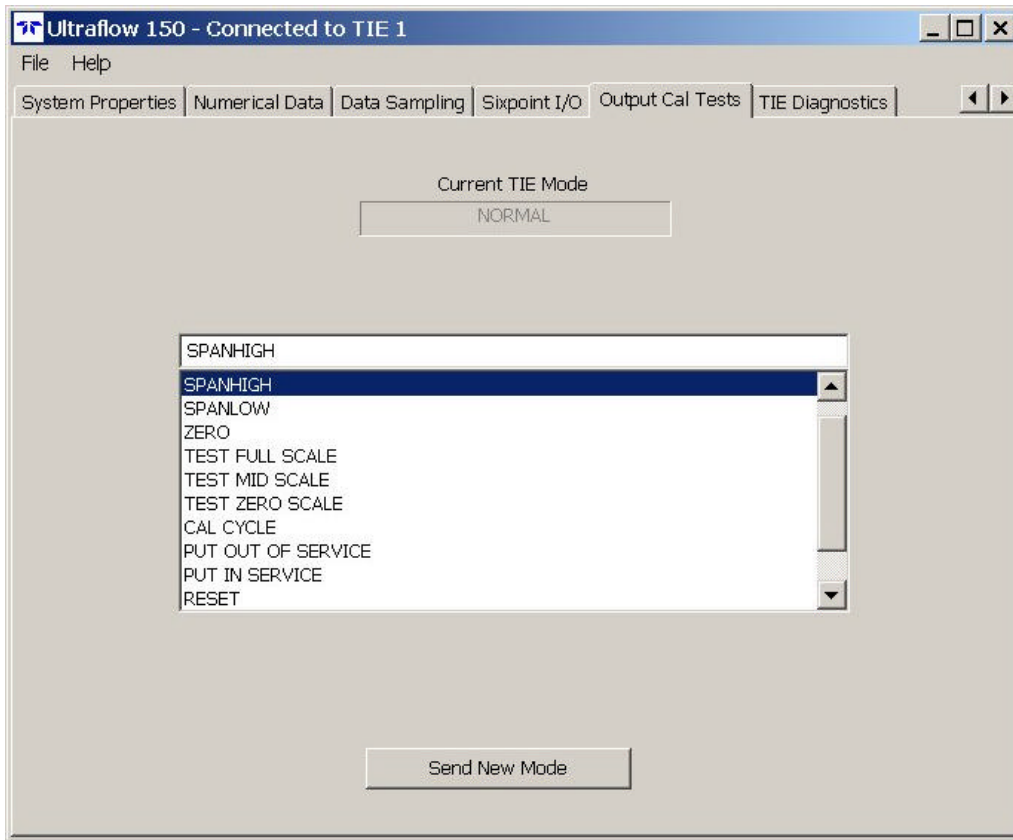 Ultraflow 150 - Connected to TIE 1
File Help
System Properties Numerical Data Data Sampling Sixpoint I/O Output Cal Tests TIE Diagnostics
Current TIE Mode
NORMAL
SPANHIGH
SPANHIGH
SPANLOW
ZERO
TEST FULL SCALE
TEST MID SCALE
TEST ZERO SCALE
CAL CYCLE
PUT OUT OF SERVICE
PUT IN SERVICE
RESET
Send New Mode